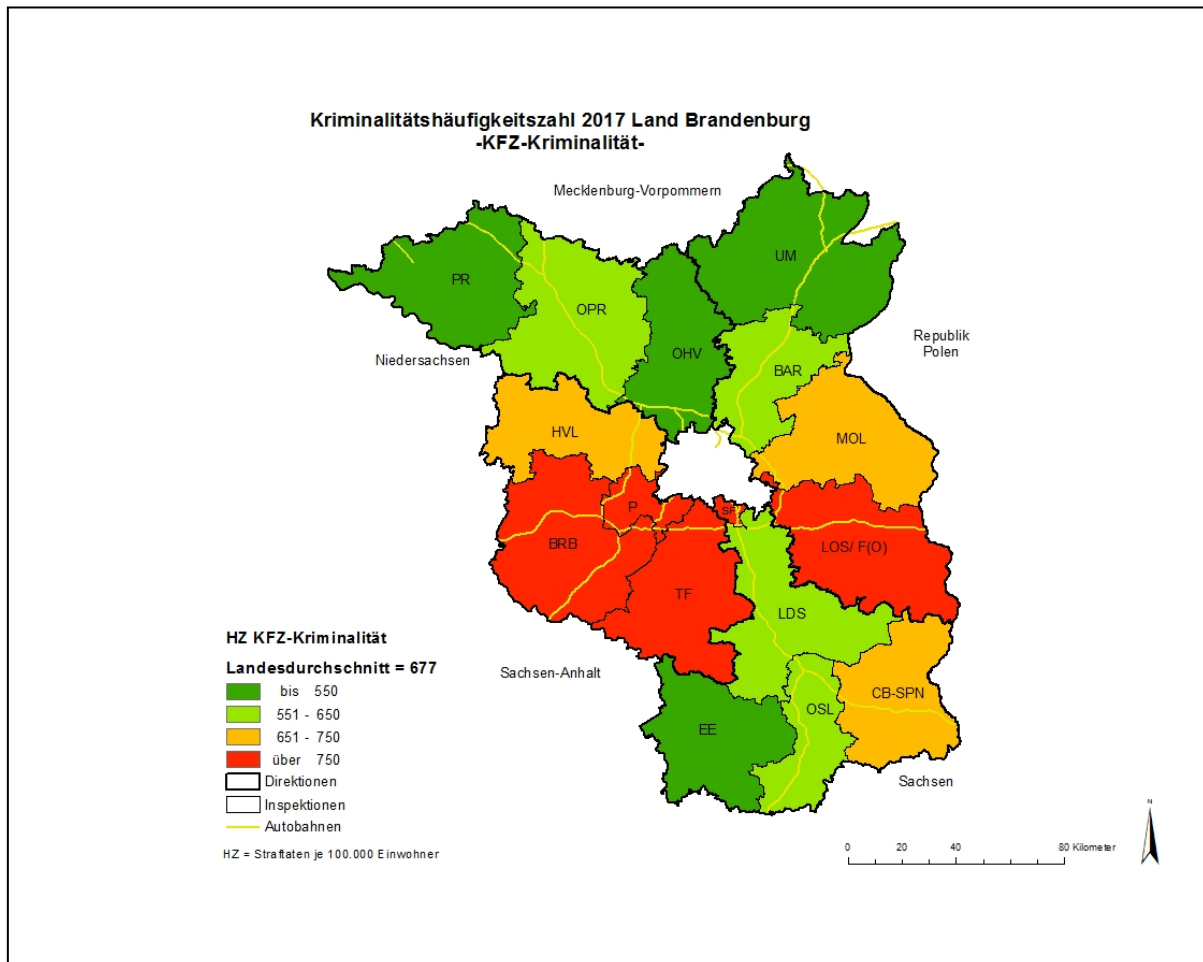 Kriminalitätshäufigkeitszahl 2017 Land Brandenburg
-KFZ-Kriminalität-
Mecklenburg-Vorpommern
UM
PR
OPR
Republik
Polen
Niedersachsen
OHV
BAR
HVL
MOL
P
SF
BRB
LOS/ F(O)
TF
LDS
HZ KFZ-Kriminalität
Landesdurchschnitt = 677
bis 550
551 - 650
651 - 750
über 750
Direktionen
Inspektionen
Autobahnen
HZ = Straftaten je 100.000 Einwohner
Sachsen-Anhalt
CB-SPN
OSL
EE
Sachsen
N
0 20 40 80 Kilometer